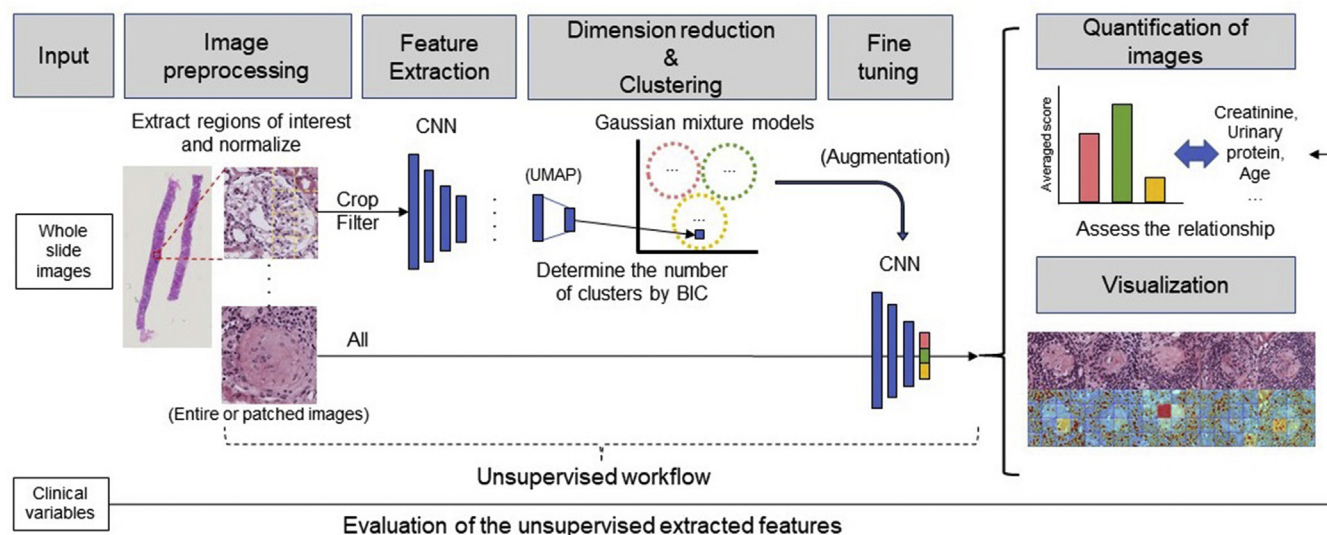 Input
Image
preprocessing
Feature
Extraction
Dimension reduction
&
Clustering
Fine
tuning
Quantification of
images
Extract regions of interest
and normalize
CNN
Gaussian mixture models
(UMAP)
...
...
...
(Augmentation)
Averaged score
Creatinine,
Urinary
protein,
Age
...
Assess the relationship
Whole
slide
images
Crop
Filter
Determine the number
of clusters by BIC
CNN
Visualization
All
(Entire or patched images)
Unsupervised workflow
Clinical
variables
Evaluation of the unsupervised extracted features